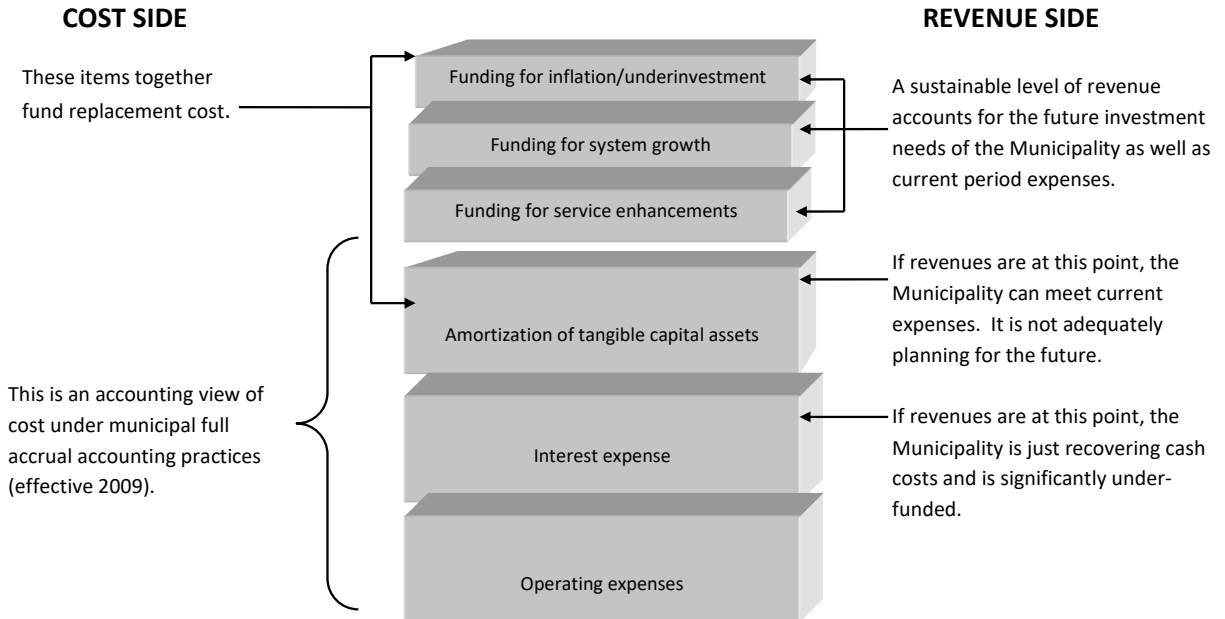 COST SIDE
REVENUE SIDE
These items together
fund replacement cost.
Funding for inflation/underinvestment
Funding for system growth
Funding for service enhancements
A sustainable level of revenue
accounts for the future investment
needs of the Municipality as well as
current period expenses.
This is an accounting view of
cost under municipal full
accrual accounting practices
(effective 2009).
Amortization of tangible capital assets
Interest expense
Operating expenses
If revenues are at this point, the
Municipality can meet current
expenses.  It is not adequately
planning for the future.
If revenues are at this point, the
Municipality is just recovering cash
costs and is significantly under-
funded.